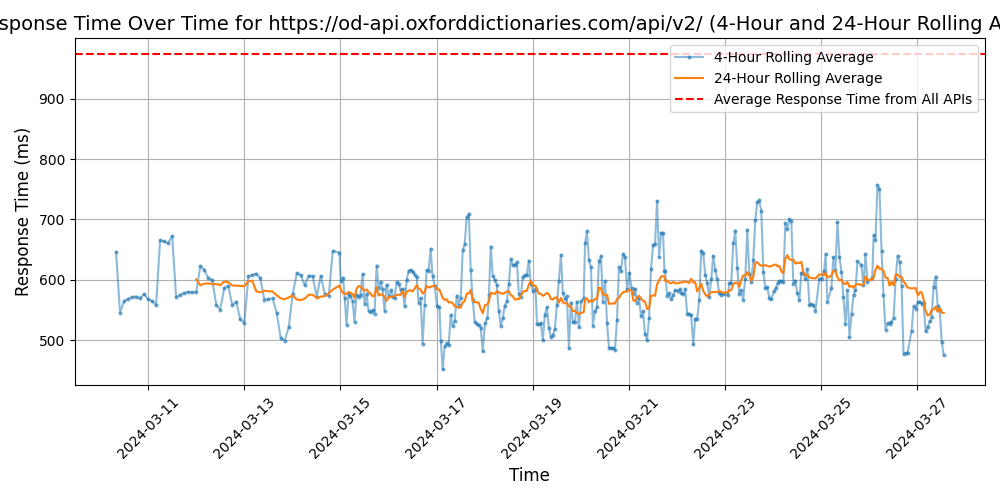 sponse Time Over Time for https://od-api.oxforddictionaries.com/api/v2/ (4-Hour and 24-Hour Rolling A
4-Hour Rolling Average
24-Hour Rolling Average
Average Response Time from All APIs
Response Time (ms)
900
800
700
600
500
2024-03-11
2024-03-13
2024-03-15
2024-03-17
2024-03-19
2024-03-21
2024-03-23
2024-03-25
2024-03-27
Time